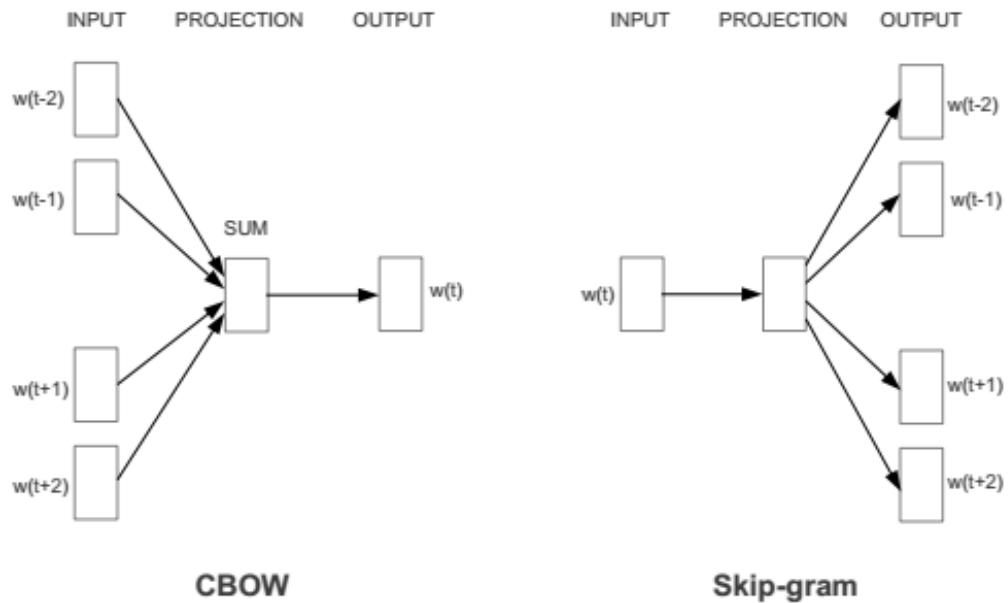 INPUT PROJECTION OUTPUT
w(t-2)
w(t-1)
SUM
w(t)
w(t+1)
w(t+2)
CBOW
INPUT PROJECTION OUTPUT
w(t-2)
w(t-1)
w(t)
w(t+1)
w(t+2)
Skip-gram